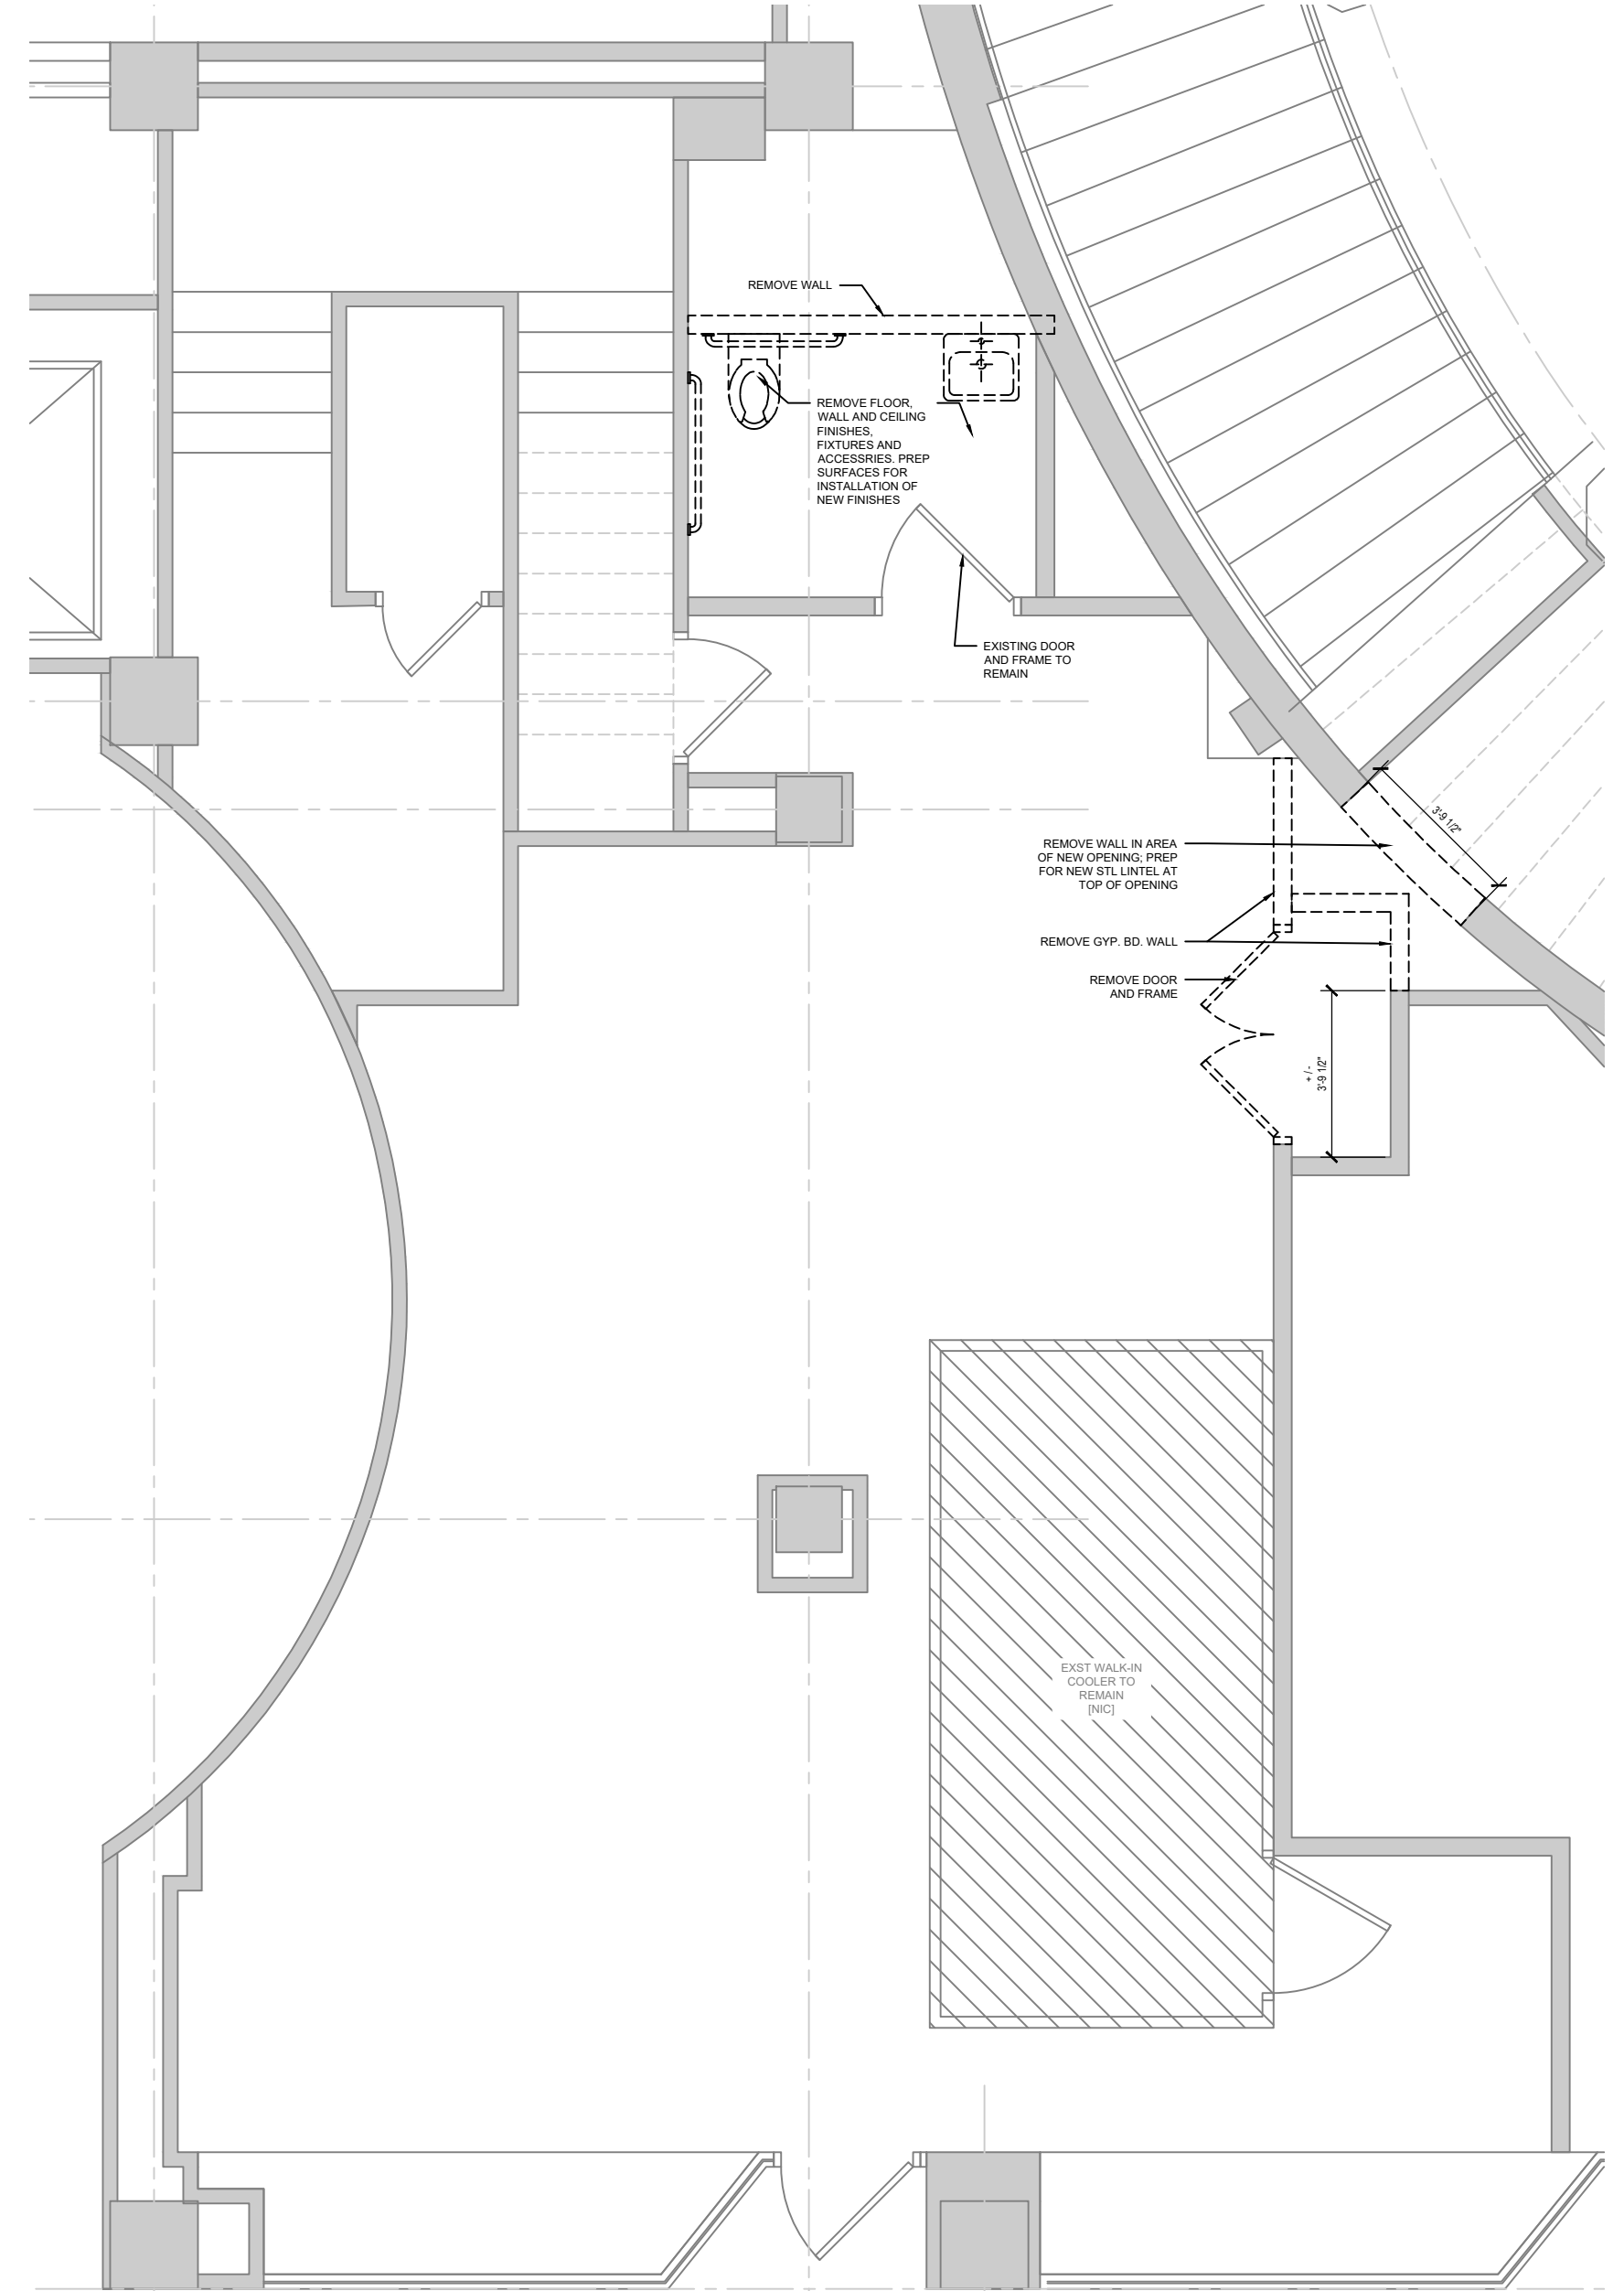 REMOVE WALL
REMOVE FLOOR,
WALL AND CEILING
FINISHES,
FIXTURES AND
ACCESSRIES. PREP
SURFACES FOR
INSTALLATION OF
NEW FINISHES
EXISTING DOOR
AND FRAME TO
REMAIN
3'-9 1/2"
REMOVE WALL IN AREA
OF NEW OPENING; PREP
FOR NEW STL LINTEL AT
TOP OF OPENING
REMOVE GYP. BD. WALL
REMOVE DOOR
AND FRAME
+ / -
3'-9 1/2"
EXST WALK-IN
COOLER TO
REMAIN
[NIC]